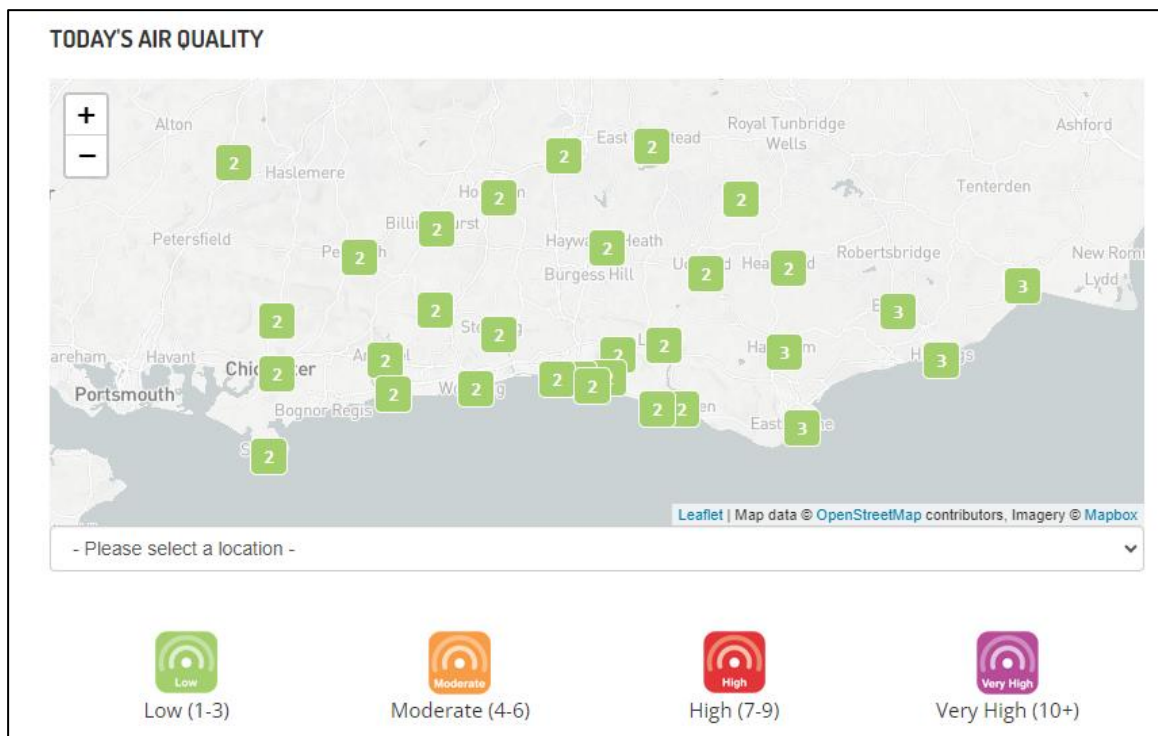 TODAY'S AIR QUALITY
+
−
Alton
2
Haslemere
2
East
stead
2
Royal Tunbridge
Wells
Ashford
2
2
Tenterden
Petersfield
2
2
2
Burgess Hill
2
2
Robertsbridge
New Rom
Lydd
3
3
2
2
2
2
2
3
3
Havant
Portsmouth
2
2
2
2
2
Bognor Regis
2
2
3
2
Leaflet | Map data © OpenStreetMap contributors, Imagery © Mapbox
- Please select a location -
Low
Moderate
High
Very High
Low (1-3)
Moderate (4-6)
High (7-9)
Very High (10+)